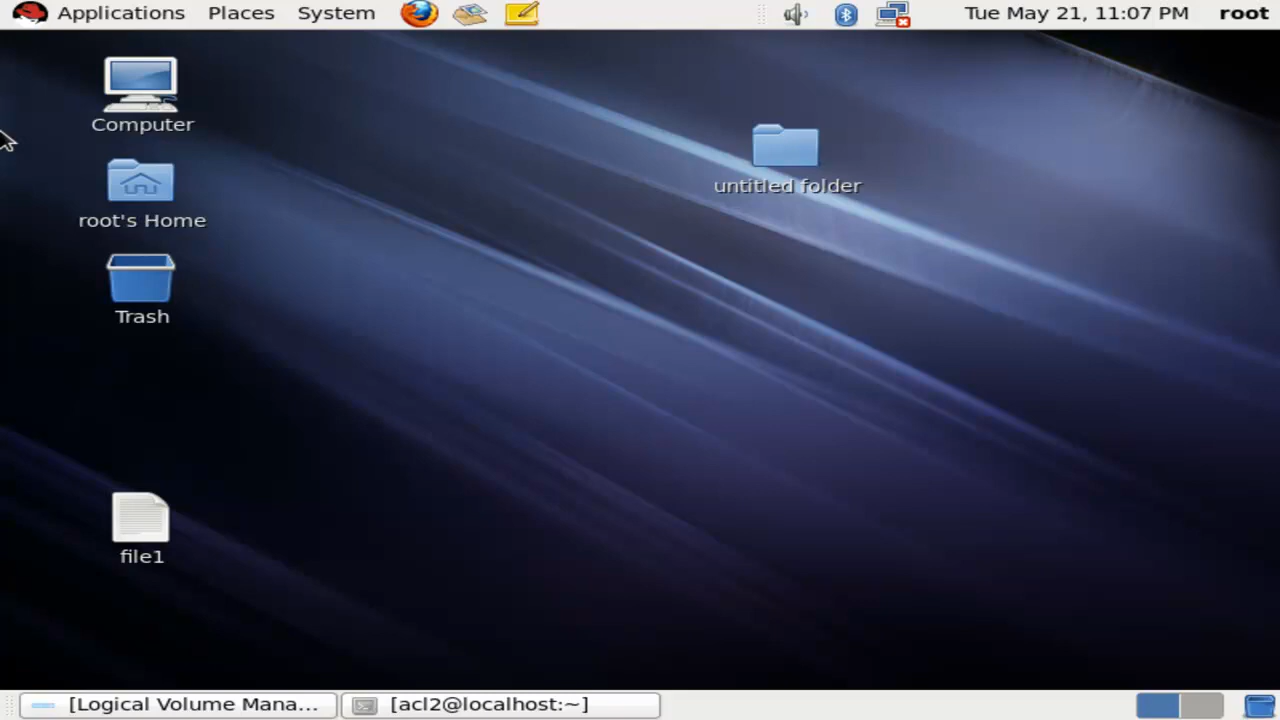 Applications Places System Tue May 21, 11:07 PM root
Computer
untitled folder
root's Home
Trash
file1
[Logical Volume Mana... [acl2@localhost:~]